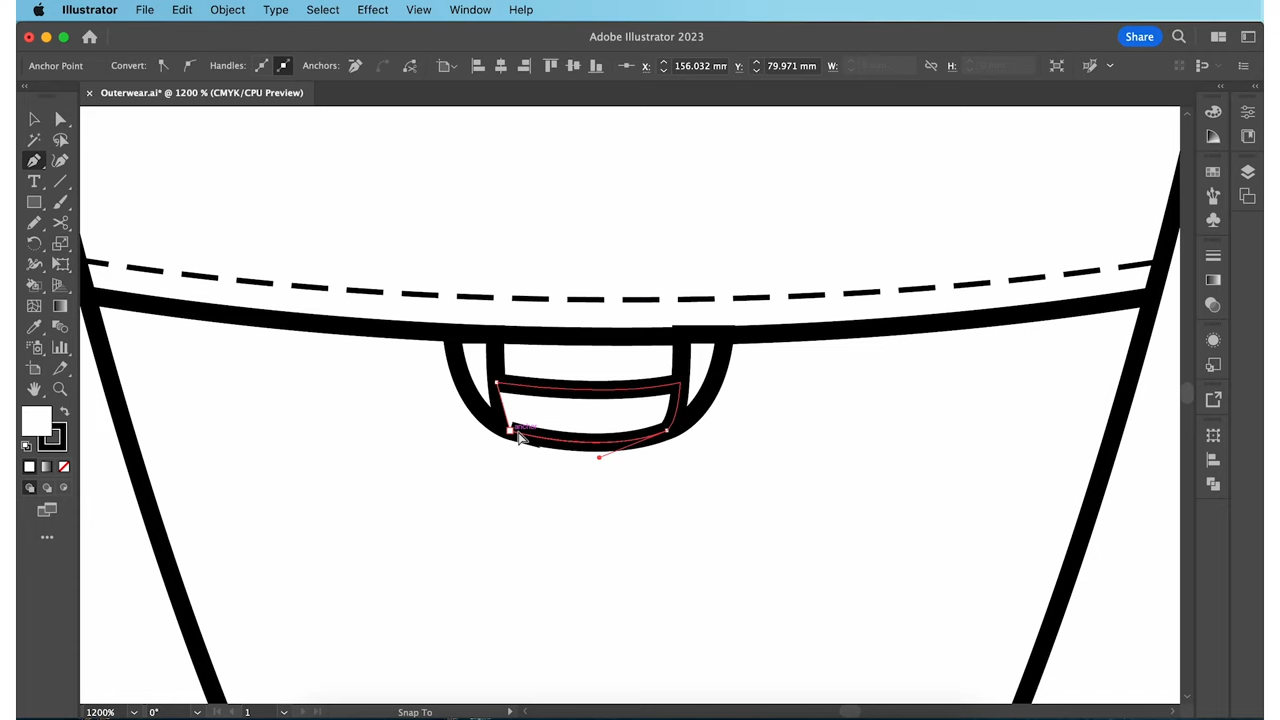 Illustrator File Edit Object Type Select Effect View Window Help
Adobe Illustrator 2023
Share
Anchor Point Convert: Handles: Anchors: X: 156.032 mm Y: 79.971 mm W: H:
× Outerwear.ai* @ 1200 % (CMYK/CPU Preview)
anchor
1200% 0° 1 Snap To